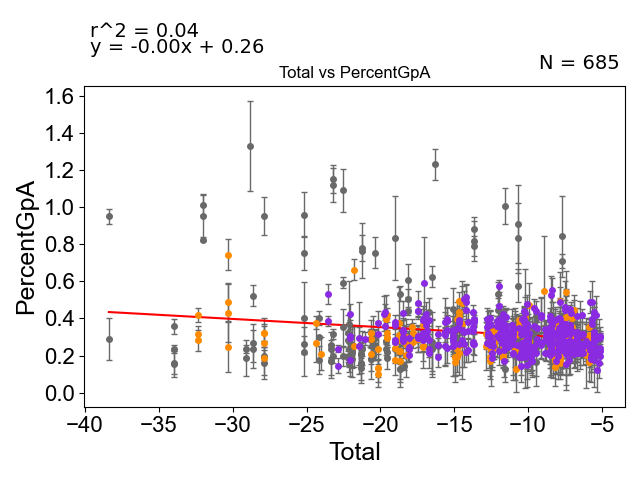 r^2 = 0.04
y = -0.00x + 0.26
N = 685
Total vs PercentGpA
1.6
1.4
1.2
1.0
0.8
0.6
0.4
0.2
0.0
PercentGpA
−40 −35 −30 −25 −20 −15 −10 −5
Total